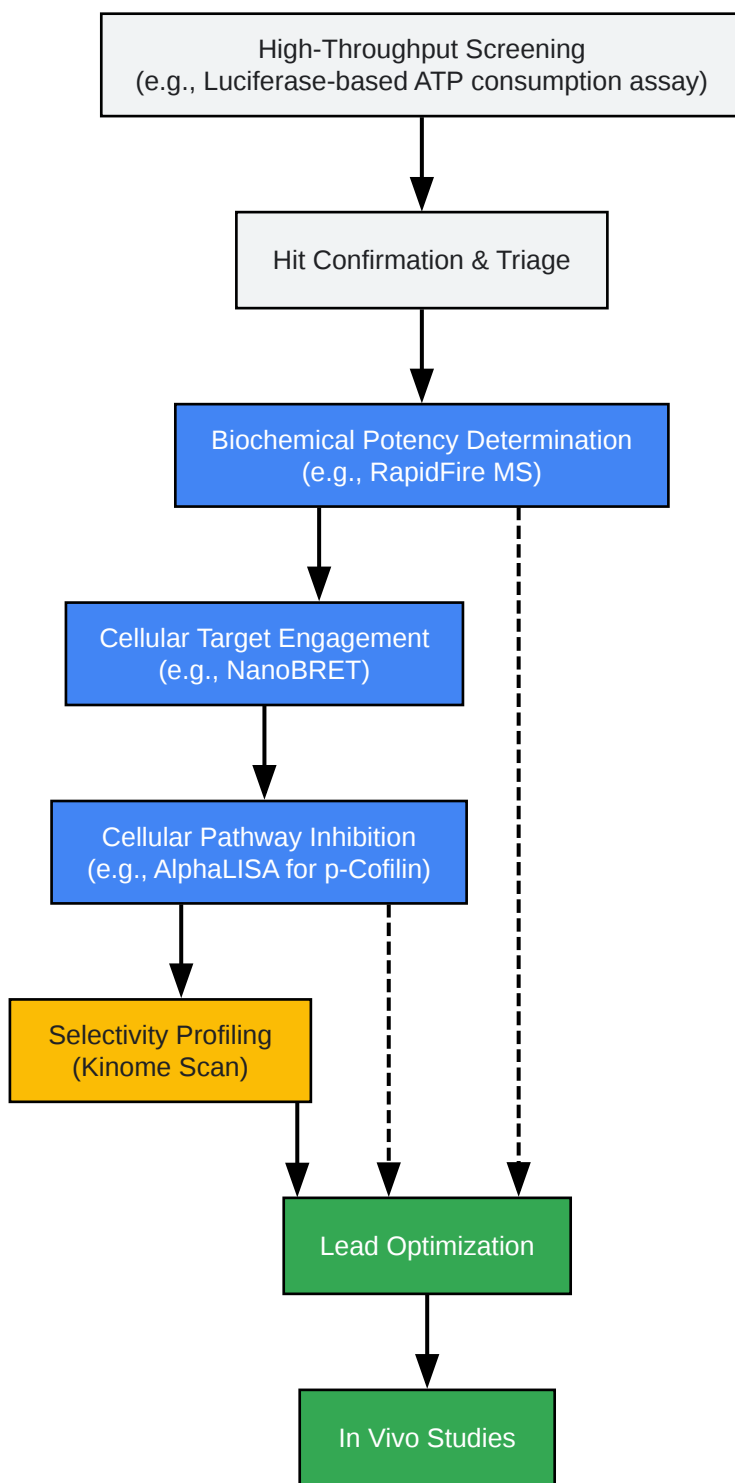 High-Throughput Screening
(e.g., Luciferase-based ATP consumption assay)
Hit Confirmation & Triage
Biochemical Potency Determination
(e.g., RapidFire MS)
Cellular Target Engagement
(e.g., NanoBRET)
Cellular Pathway Inhibition
(e.g., AlphaLISA for p-Cofilin)
Selectivity Profiling
(Kinome Scan)
Lead Optimization
In Vivo Studies